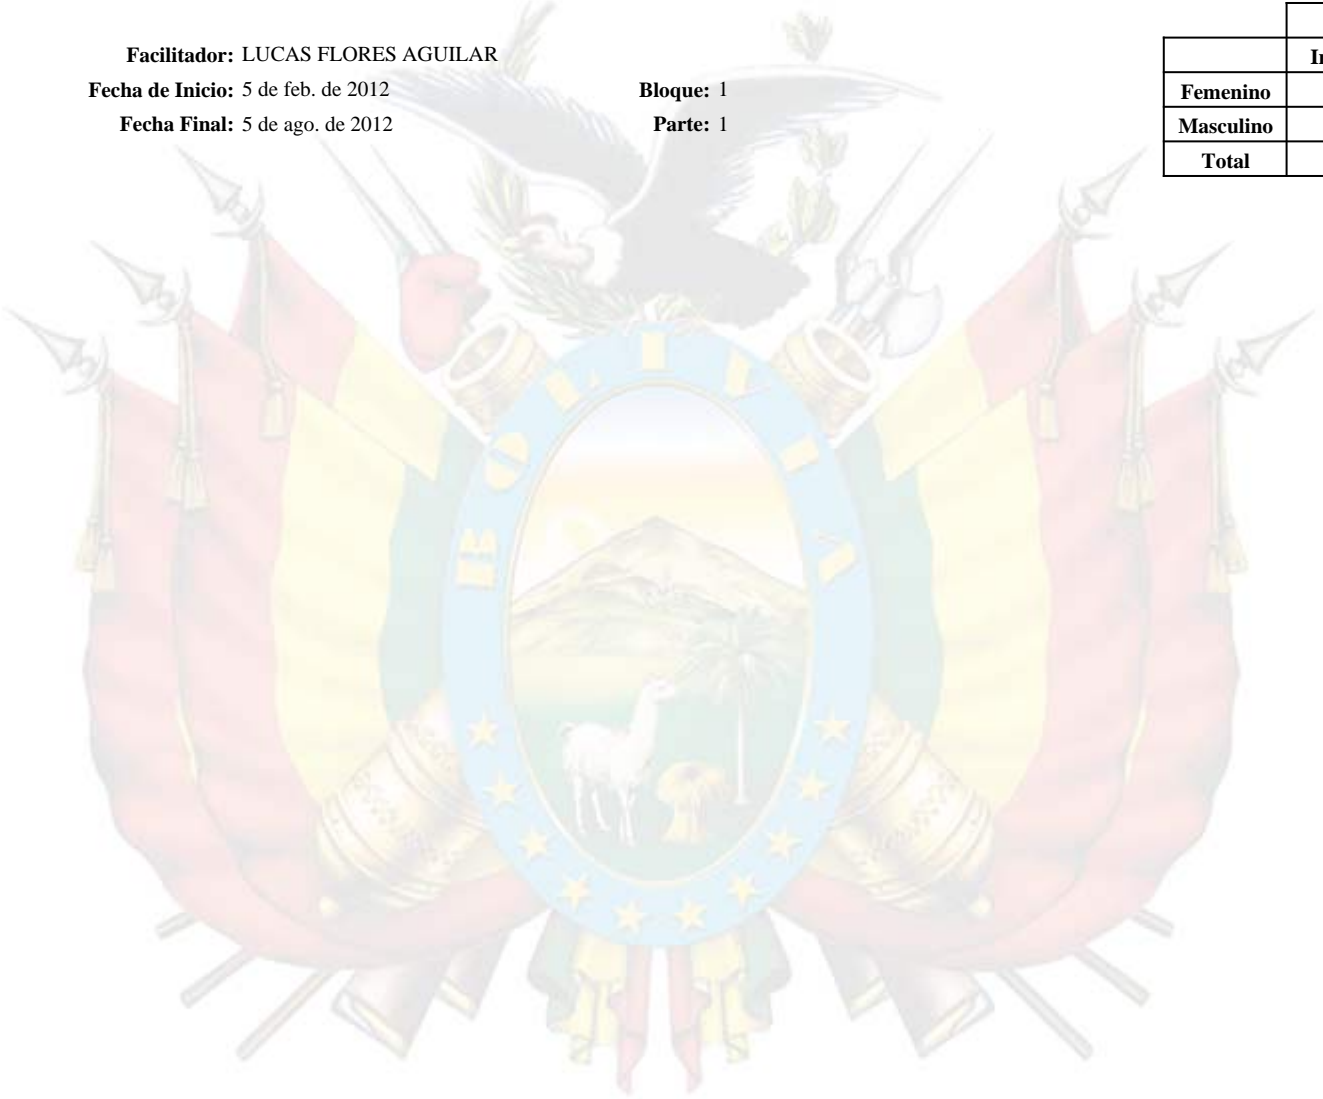 Facilitador: LUCAS FLORES AGUILAR
Fecha de Inicio: 5 de feb. de 2012 Bloque: 1
Fecha Final: 5 de ago. de 2012 Parte: 1
Femenino
Masculino
Total
BOLIVIA